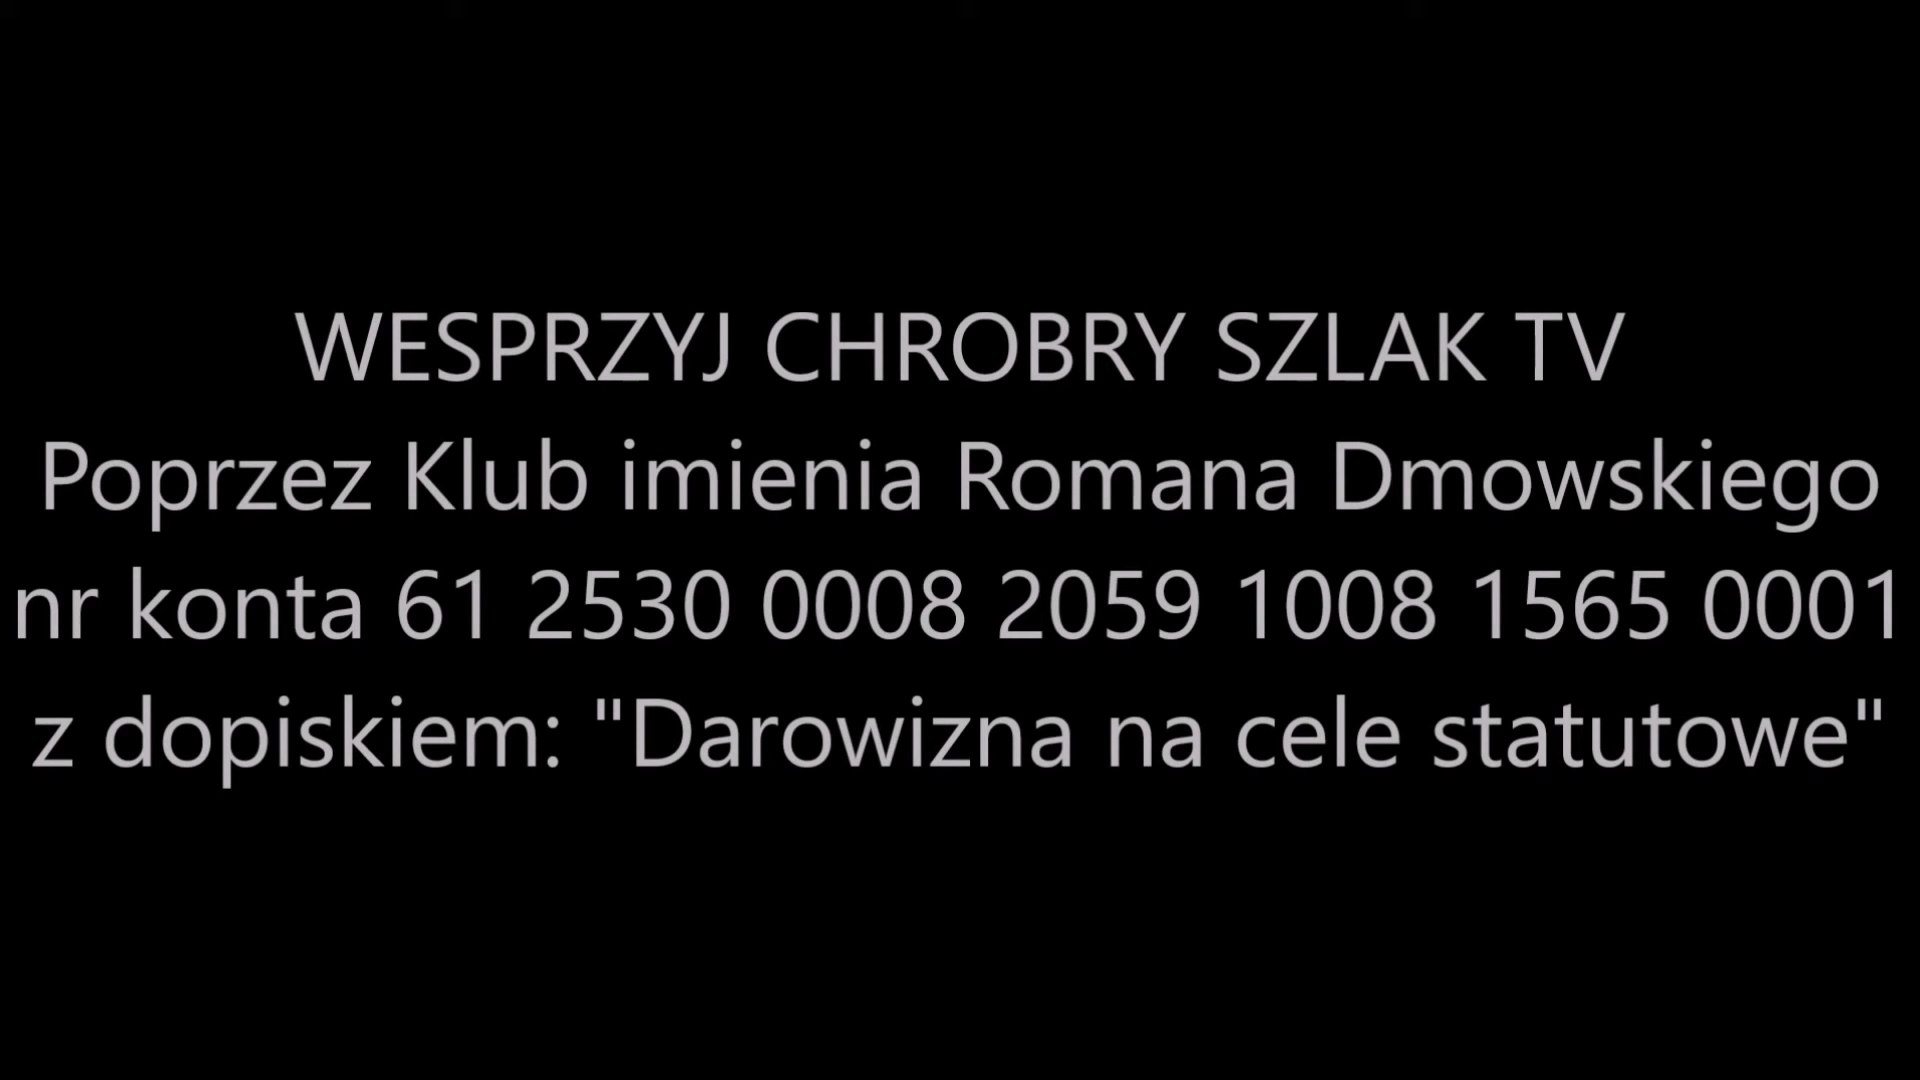 WESPRZYJ CHROBRY SZLAK TV
Poprzez Klub imienia Romana Dmowskiego
nr konta 61 2530 0008 2059 1008 1565 0001
z dopiskiem: "Darowizna na cele statutowe"